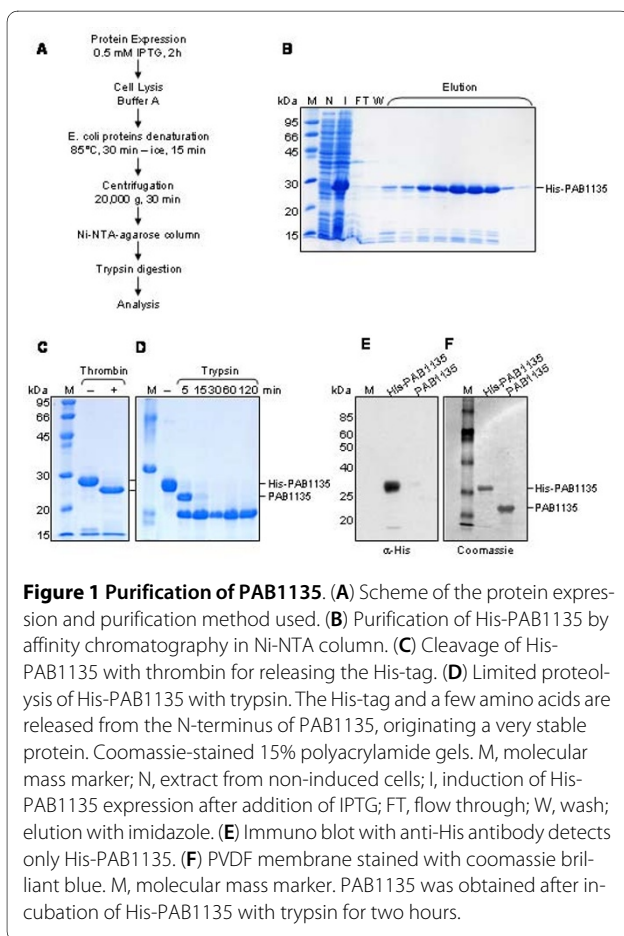 A
Protein Expression
0.5 mM IPTG, 2h
Cell Lysis
Buffer A
E. coli proteins denaturation
85°C, 30 min – ice, 15 min
Centrifugation
20,000 g, 30 min
Ni-NTA-agarose column
Trypsin digestion
Analysis
B
Elution
kDa M N I FT W
95
66
45
30
20
15
His-PAB1135
C
Thrombin
kDa M – +
95
66
45
30
20
15
D
Trypsin
M – 5 15 30 60 120 min
His-PAB1135
PAB1135
E
M His-PAB1135 PAB1135
kDa
85
60
50
40
25
20
α-His
F
M His-PAB1135 PAB1135
His-PAB1135
PAB1135
Coomassie
Figure 1 Purification of PAB1135. (A) Scheme of the protein expres-
sion and purification method used. (B) Purification of His-PAB1135 by
affinity chromatography in Ni-NTA column. (C) Cleavage of His-
PAB1135 with thrombin for releasing the His-tag. (D) Limited proteol-
ysis of His-PAB1135 with trypsin. The His-tag and a few amino acids are
released from the N-terminus of PAB1135, originating a very stable
protein. Coomassie-stained 15% polyacrylamide gels. M, molecular
mass marker; N, extract from non-induced cells; I, induction of His-
PAB1135 expression after addition of IPTG; FT, flow through; W, wash;
elution with imidazole. (E) Immuno blot with anti-His antibody detects
only His-PAB1135. (F) PVDF membrane stained with coomassie bril-
liant blue. M, molecular mass marker. PAB1135 was obtained after in-
cubation of His-PAB1135 with trypsin for two hours.